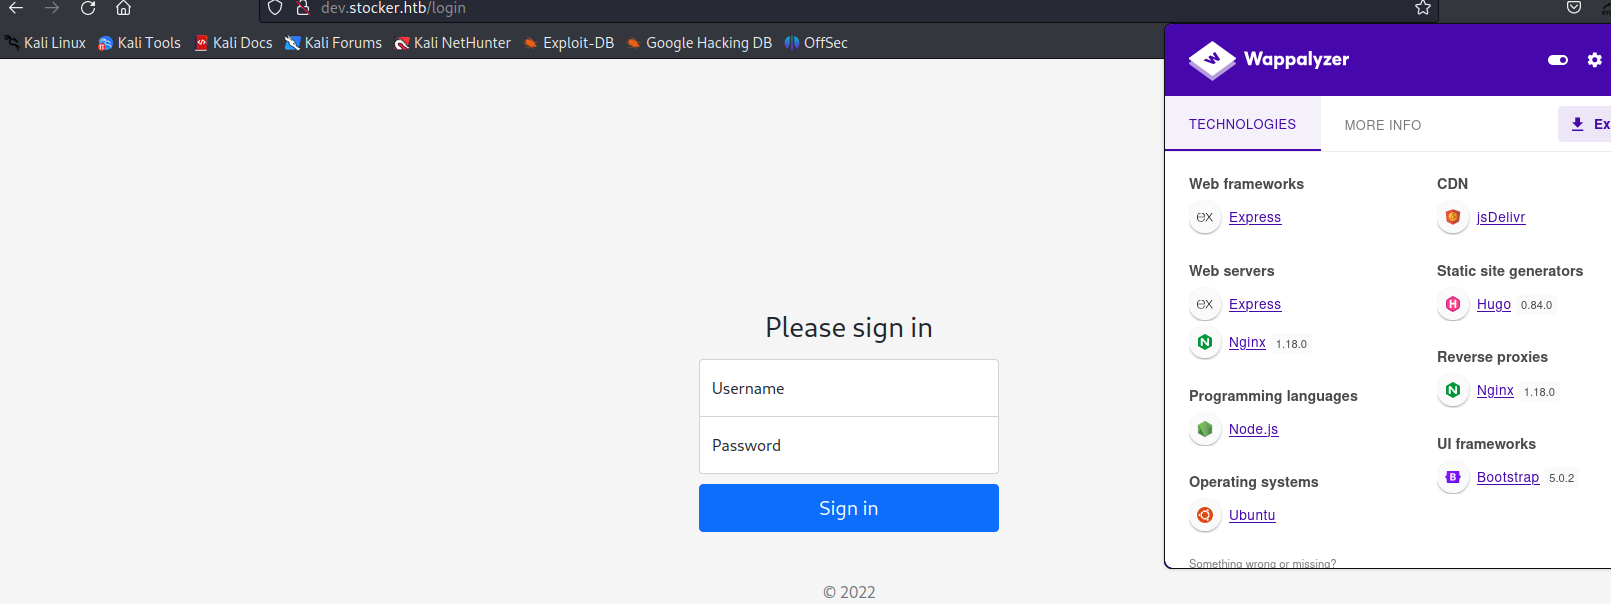 dev.stocker.htb/login
Kali Linux Kali Tools Kali Docs Kali Forums Kali NetHunter Exploit-DB Google Hacking DB OffSec
Please sign in
Username
Password
Sign in
© 2022
Wappalyzer
TECHNOLOGIES MORE INFO Ex
Web frameworks
Express
Web servers
Express
Nginx 1.18.0
Programming languages
Node.js
Operating systems
Ubuntu
CDN
jsDelivr
Static site generators
Hugo 0.84.0
Reverse proxies
Nginx 1.18.0
UI frameworks
Bootstrap 5.0.2
Something wrong or missing?